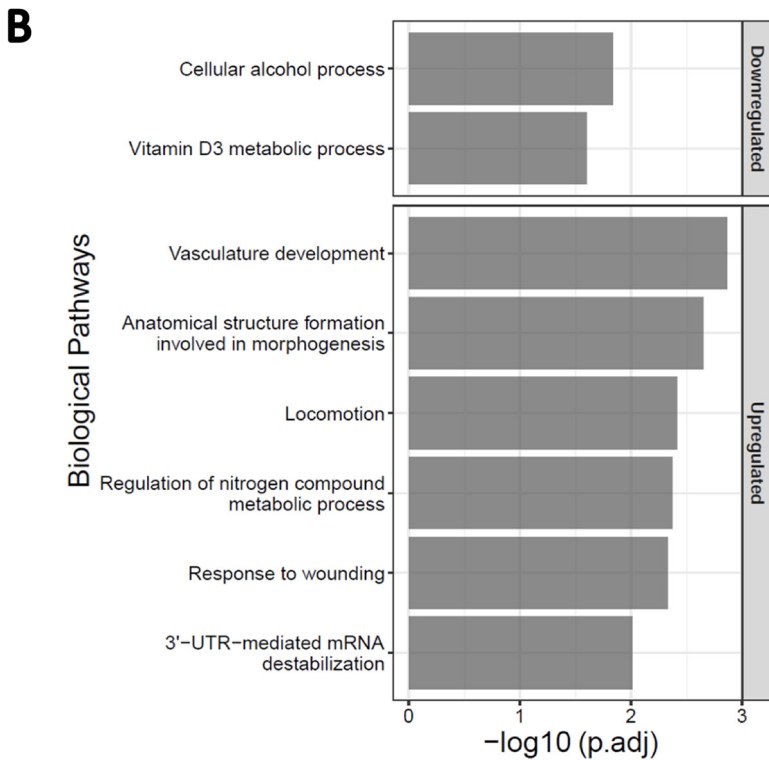 B
Cellular alcohol process
Vitamin D3 metabolic process
Downregulated
Biological Pathways
Vasculature development
Anatomical structure formation
involved in morphogenesis
Locomotion
Regulation of nitrogen compound
metabolic process
Response to wounding
3'−UTR−mediated mRNA
destabilization
Upregulated
0 1 2 3
−log10 (p.adj)